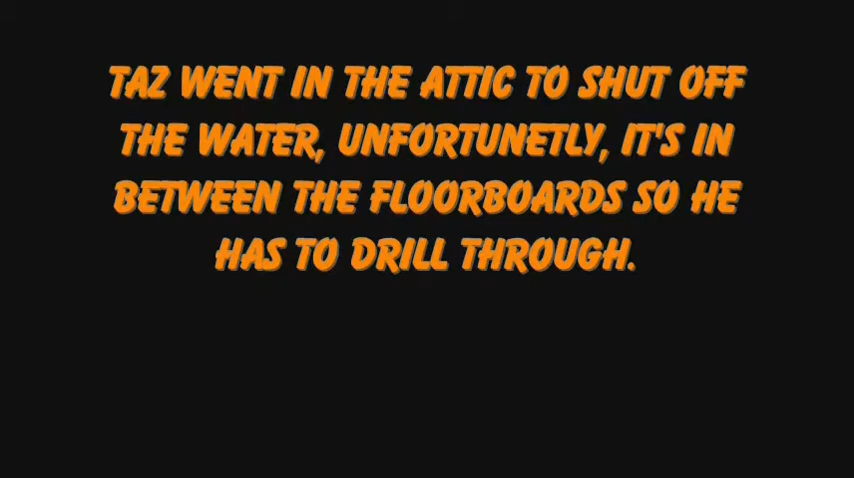 TAZ WENT IN THE ATTIC TO SHUT OFF
THE WATER, UNFORTUNETLY, IT'S IN
BETWEEN THE FLOORBOARDS SO HE
HAS TO DRILL THROUGH.